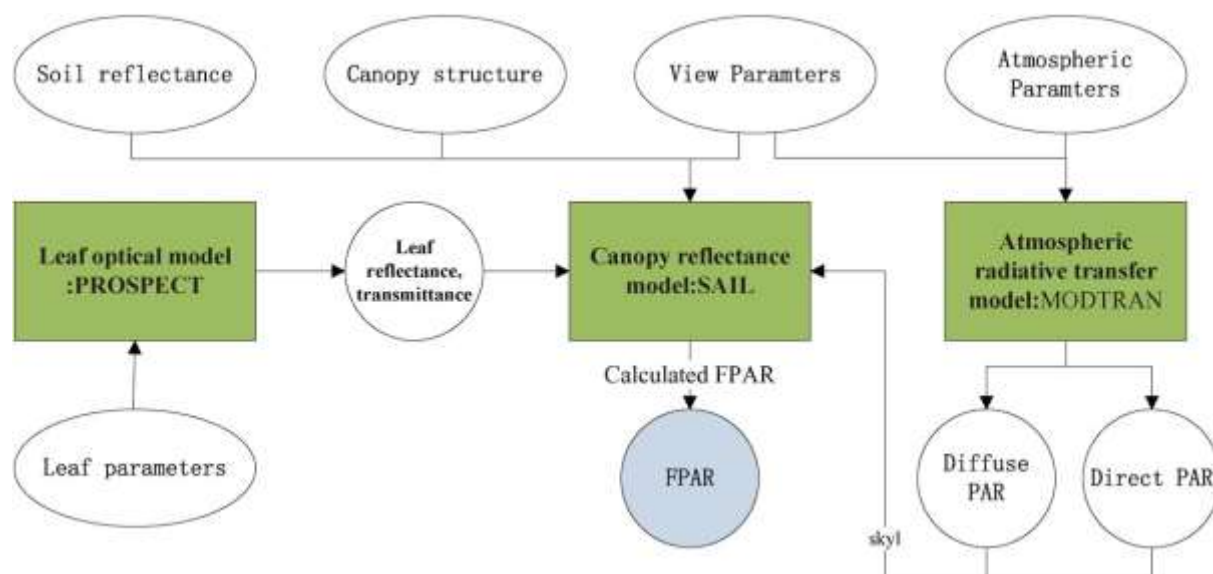 Soil reflectance
Canopy structure
View Paramters
Atmospheric
Paramters
Leaf optical model
:PROSPECT
Leaf
reflectance,
transmittance
Canopy reflectance
model:SAIL
Atmospheric
radiative transfer
model:MODTRAN
Calculated FPAR
Leaf parameters
FPAR
Diffuse
PAR
Direct PAR
skyl